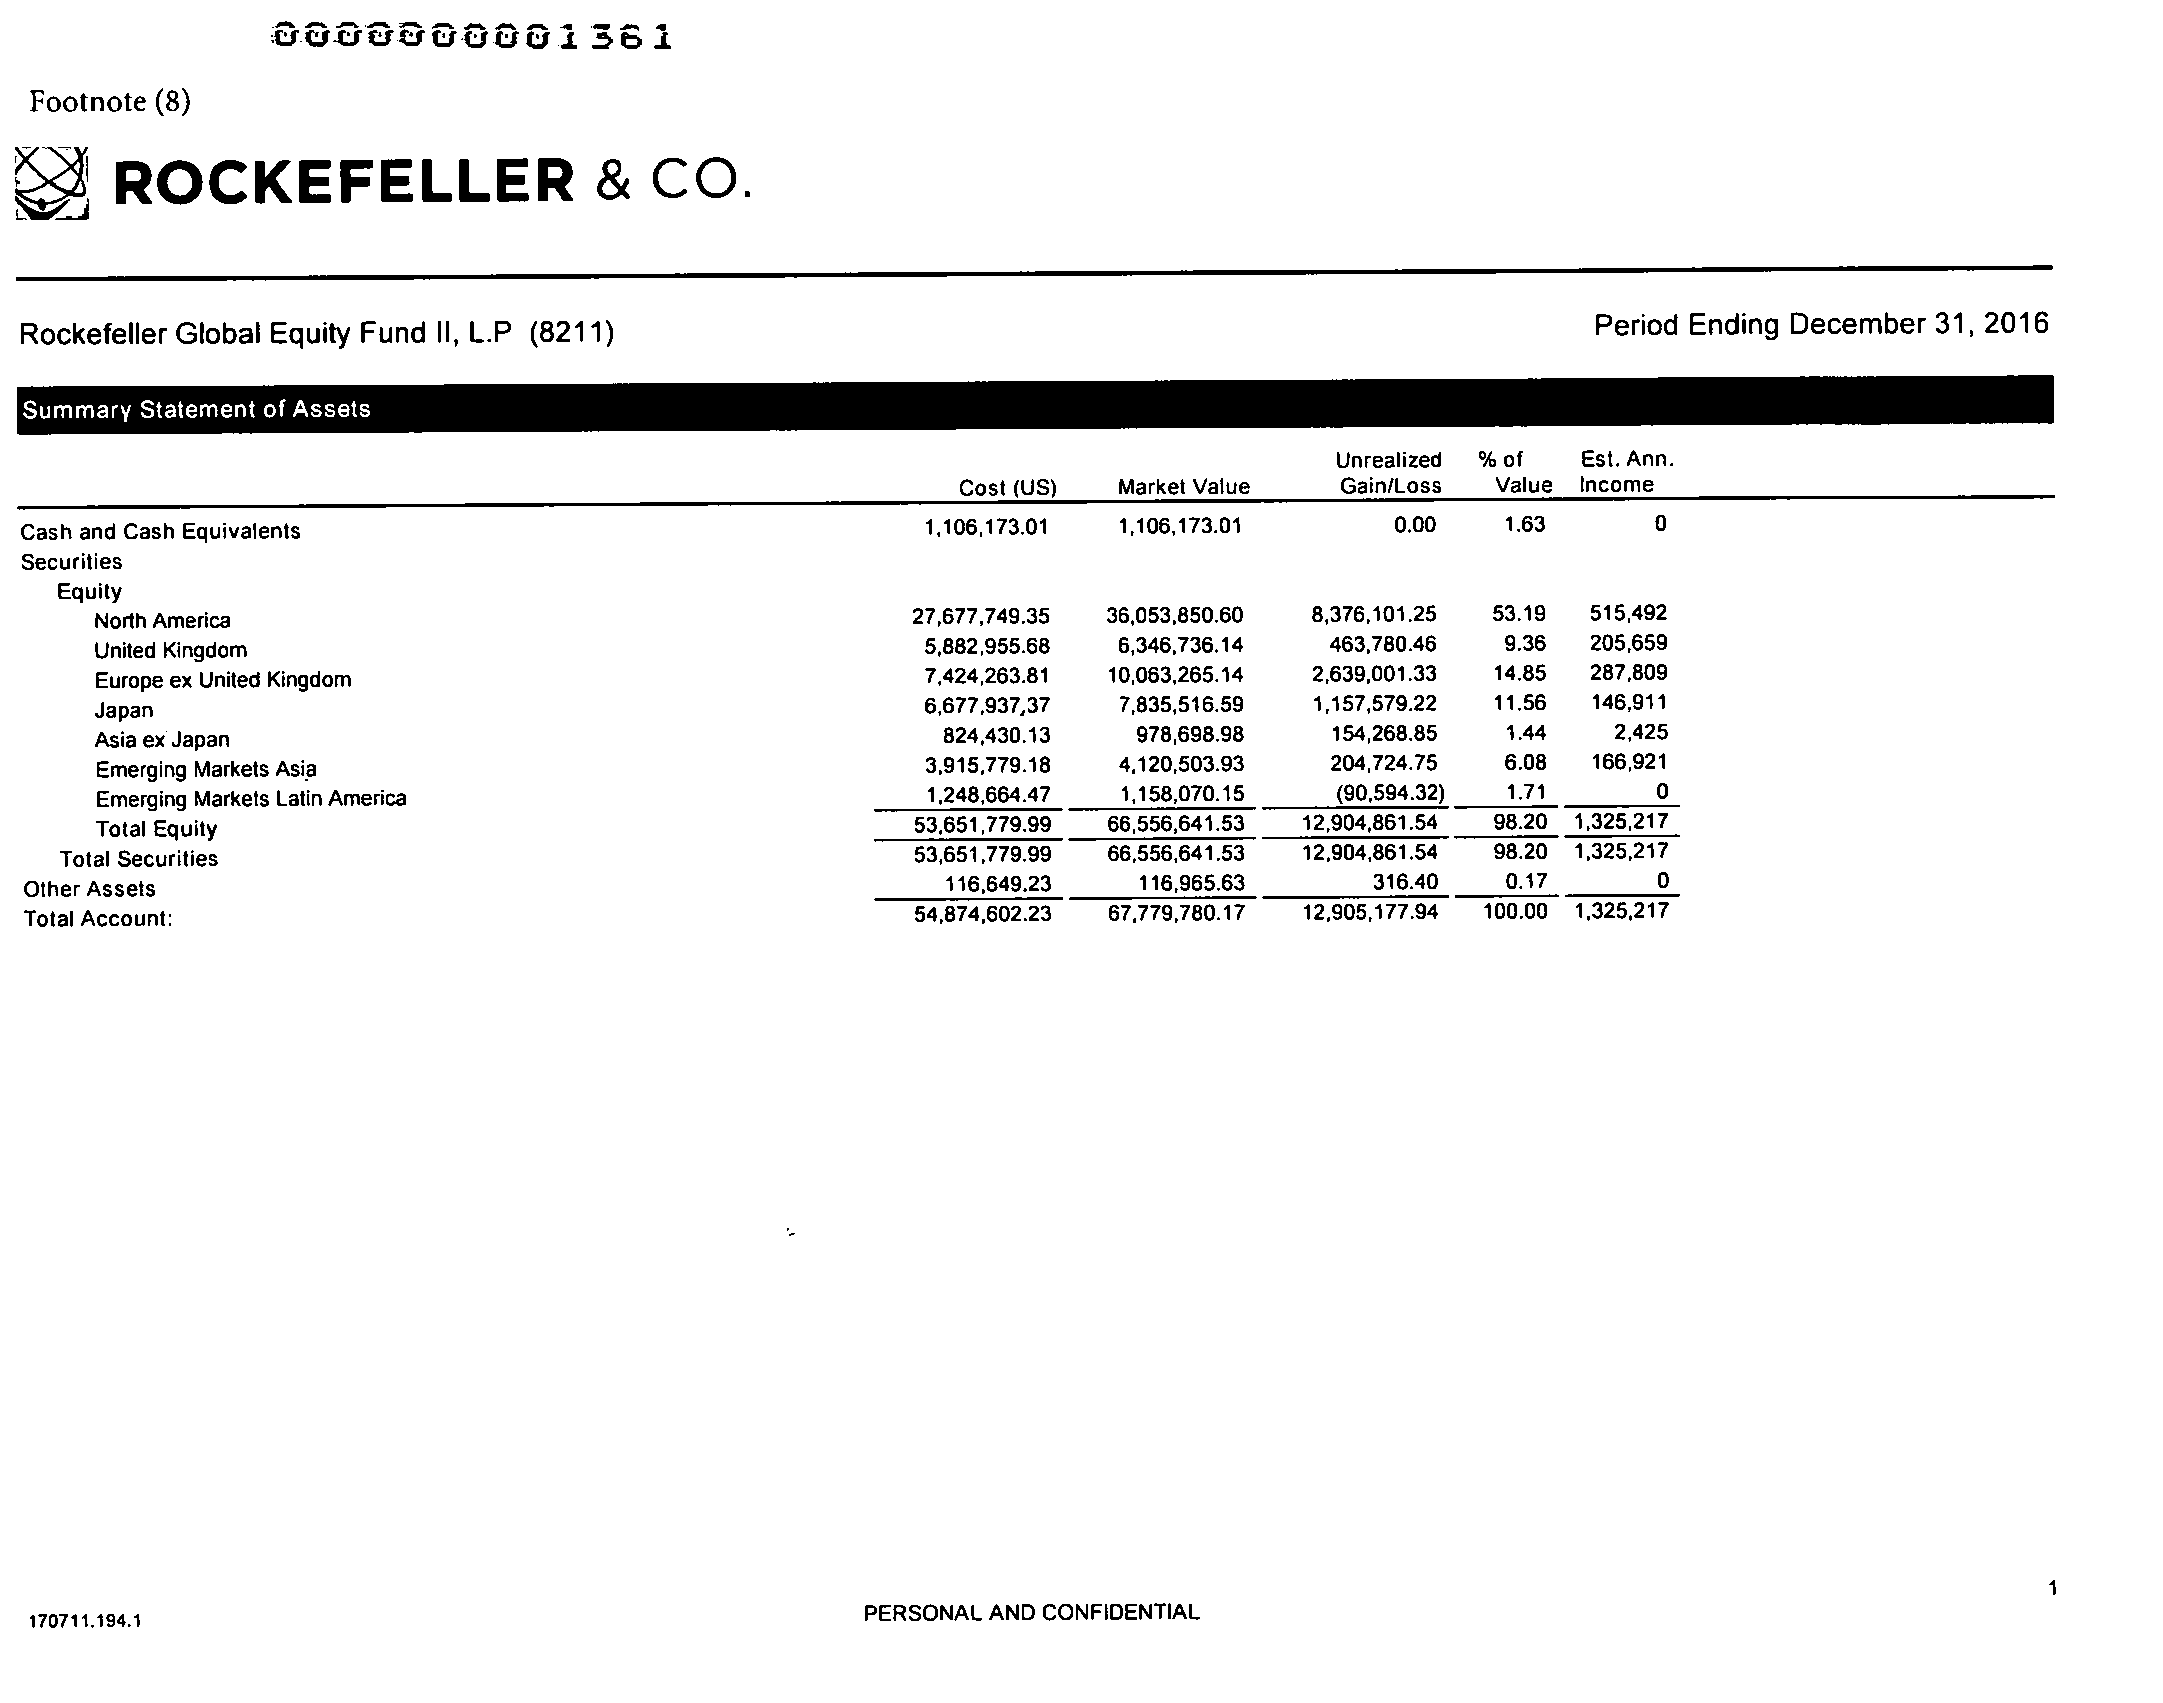 0000000001361
Footnote (8)
ROCKEFELLER & CO.
Rockefeller Global Equity Fund II, L.P (8211) Period Ending December 31, 2016
Summary Statement of Assets
Unrealized % of Est. Ann.
Cost (US) Market Value Gain/Loss Value Income
Cash and Cash Equivalents 1,106,173.01 1,106,173.01 0.00 1.63 0
Securities
Equity
North America 27,677,749.35 36,053,850.60 8,376,101.25 53.19 515,492
United Kingdom 5,882,955.68 6,346,736.14 463,780.46 9.36 205,659
Europe ex United Kingdom 7,424,263.81 10,063,265.14 2,639,001.33 14.85 287,809
Japan 6,677,937.37 7,835,516.59 1,157,579.22 11.56 146,911
Asia ex Japan 824,430.13 978,698.98 154,268.85 1.44 2,425
Emerging Markets Asia 3,915,779.18 4,120,503.93 204,724.75 6.08 166,921
Emerging Markets Latin America 1,248,664.47 1,158,070.15 (90,594.32) 1.71 0
Total Equity 53,651,779.99 66,556,641.53 12,904,861.54 98.20 1,325,217
Total Securities 53,651,779.99 66,556,641.53 12,904,861.54 98.20 1,325,217
Other Assets 116,649.23 116,965.63 316.40 0.17 0
Total Account: 54,874,602.23 67,779,780.17 12,905,177.94 100.00 1,325,217
1
170711.194.1 PERSONAL AND CONFIDENTIAL